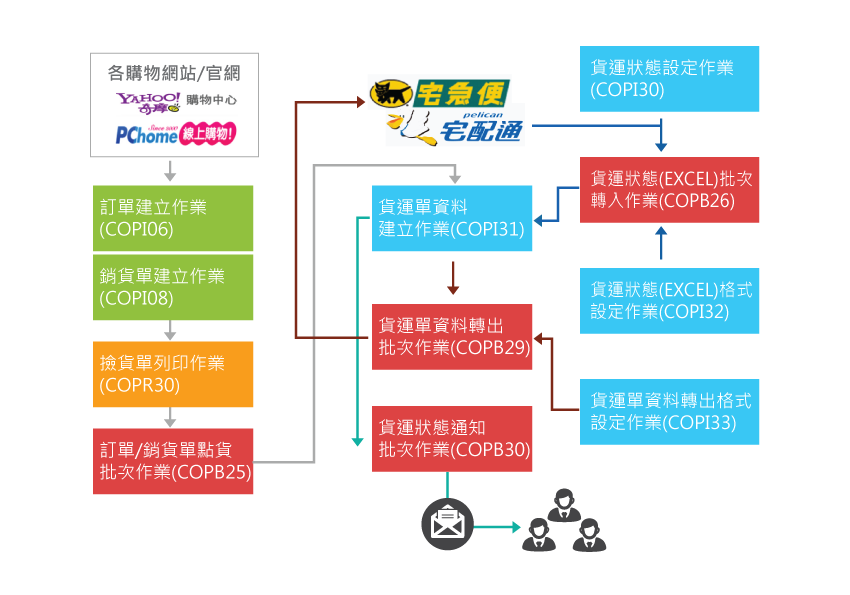 各購物網站/官網
YAHOO!
奇摩
購物中心
Since 2000
PChome
線上購物!
訂單建立作業
(COPI06)
銷貨單建立作業
(COPI08)
撿貨單列印作業
(COPR30)
訂單/銷貨單點貨
批次作業(COPB25)
宅急便
pelican
宅配通
貨運單資料
建立作業(COPI31)
貨運單資料轉出
批次作業(COPB29)
貨運狀態通知
批次作業(COPB30)
貨運狀態設定作業
(COPI30)
貨運狀態(EXCEL)批次
轉入作業(COPB26)
貨運狀態(EXCEL)格式
設定作業(COPI32)
貨運單資料轉出格式
設定作業(COPI33)